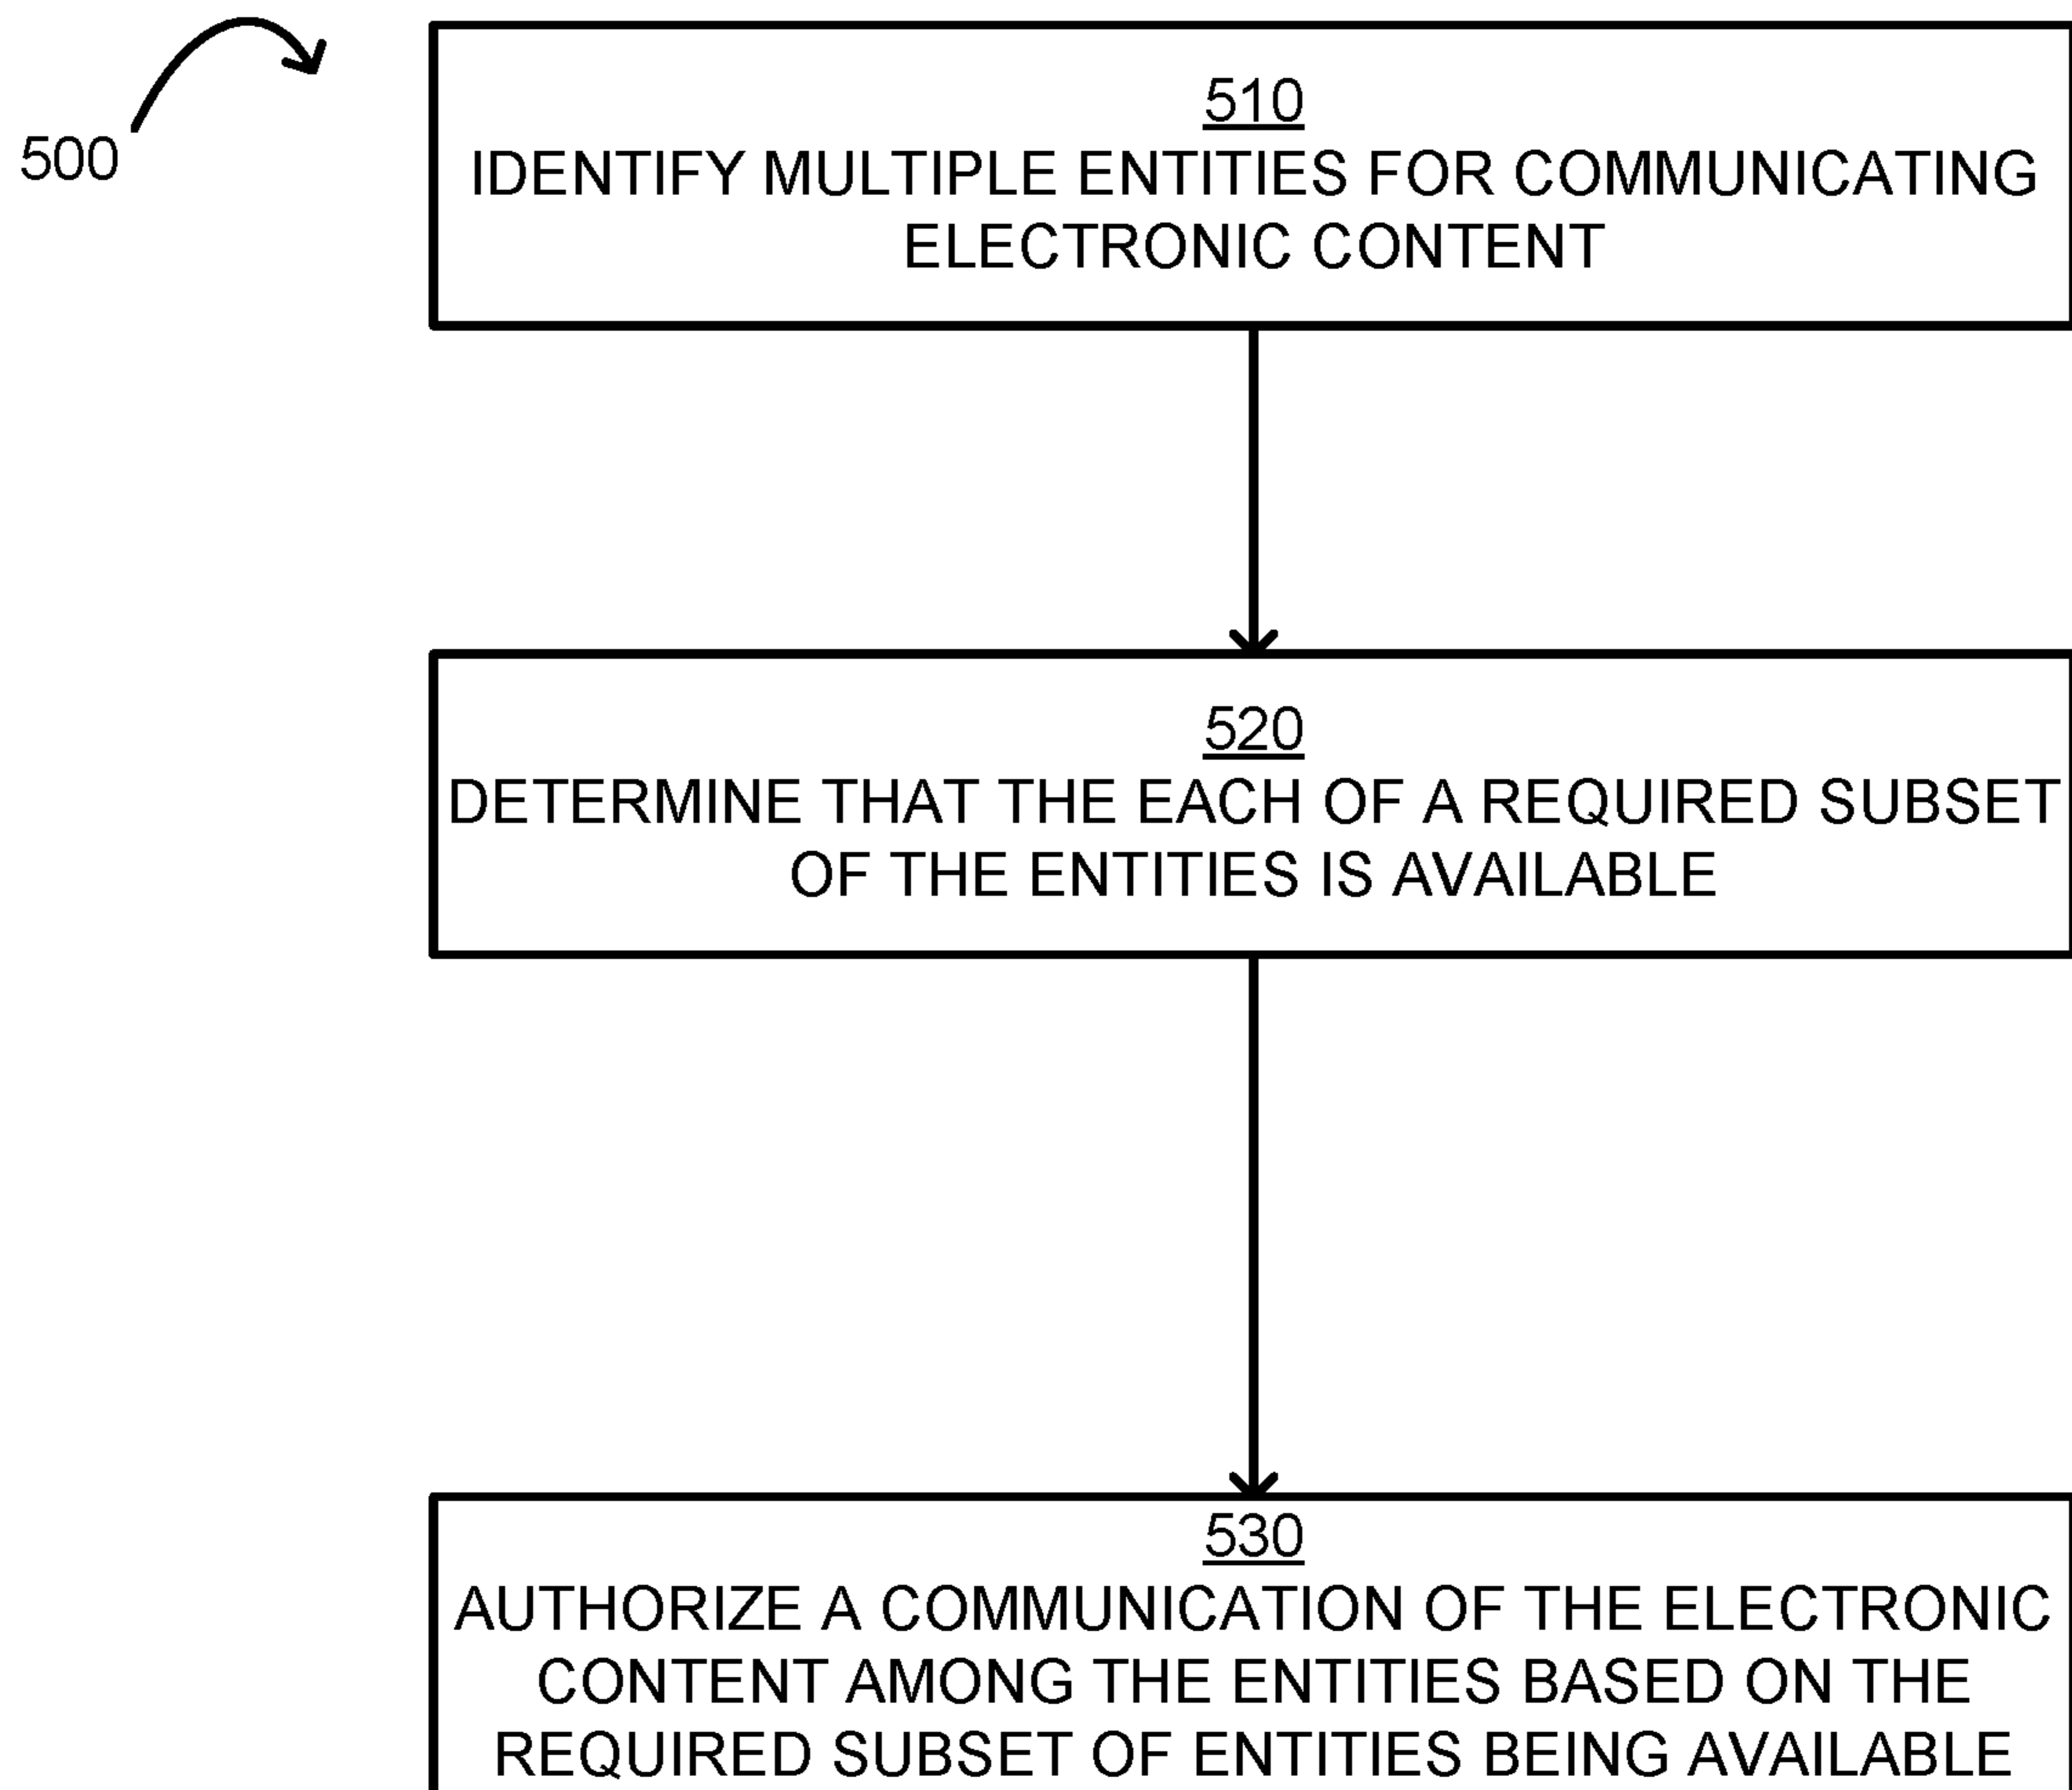 500
510
IDENTIFY MULTIPLE ENTITIES FOR COMMUNICATING
ELECTRONIC CONTENT
520
DETERMINE THAT THE EACH OF A REQUIRED SUBSET
OF THE ENTITIES IS AVAILABLE
530
AUTHORIZE A COMMUNICATION OF THE ELECTRONIC
CONTENT AMONG THE ENTITIES BASED ON THE
REQUIRED SUBSET OF ENTITIES BEING AVAILABLE